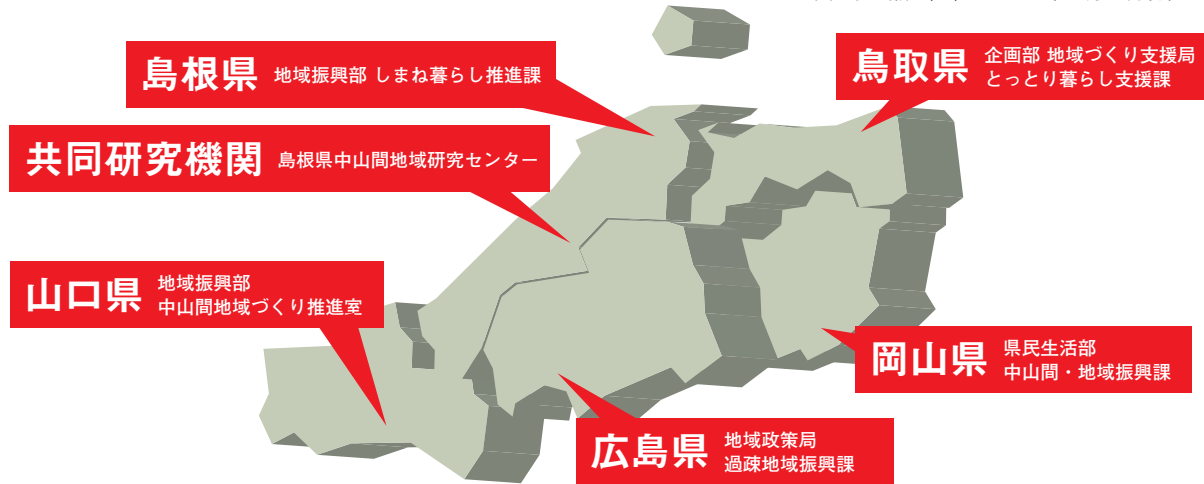 島根県 地域振興部 しまね暮らし推進課
鳥取県 企画部 地域づくり支援局
とっとり暮らし支援課
共同研究機関 島根県中山間地域研究センター
山口県 地域振興部
中山間地域づくり推進室
岡山県 県民生活部
中山間・地域振興課
広島県 地域政策局
過疎地域振興課